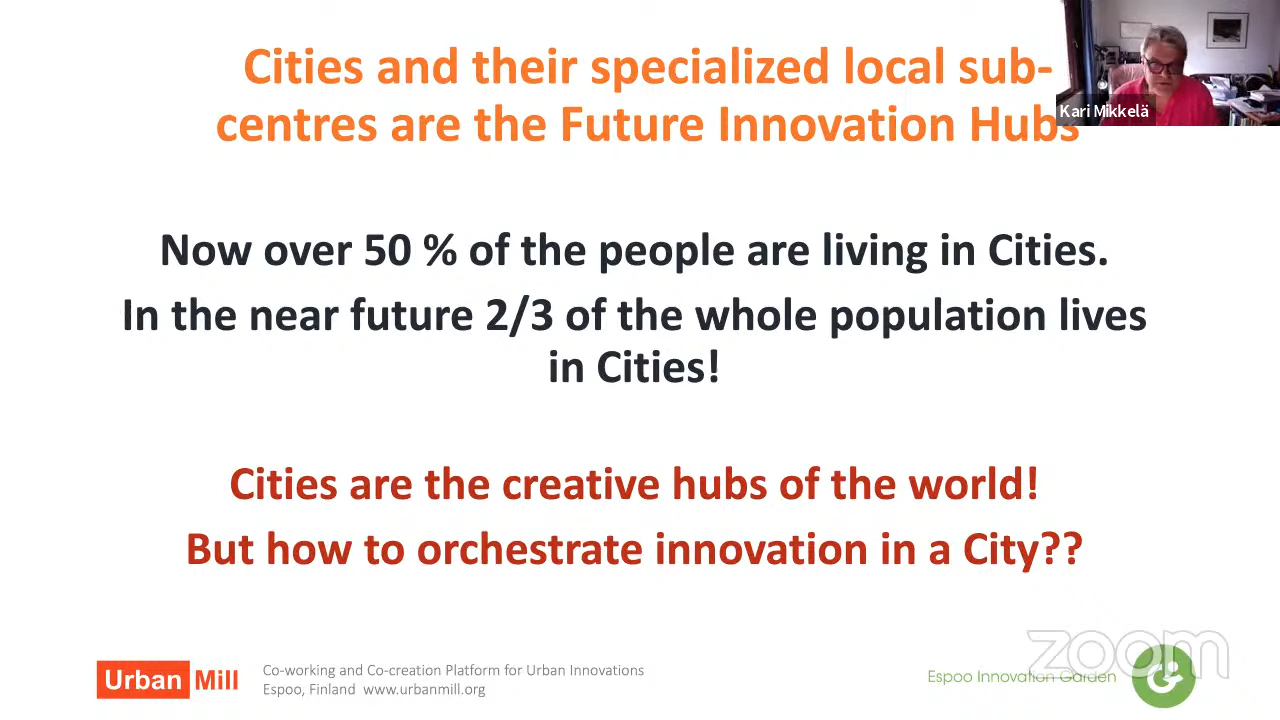 Cities and their specialized local sub-
centres are the Future Innovation Hubs
Kari Mikkelä
Now over 50 % of the people are living in Cities.
In the near future 2/3 of the whole population lives
in Cities!
Cities are the creative hubs of the world!
But how to orchestrate innovation in a City??
Urban Mill
Co-working and Co-creation Platform for Urban Innovations
Espoo, Finland www.urbanmill.org
Espoo Innovation Garden
zoom